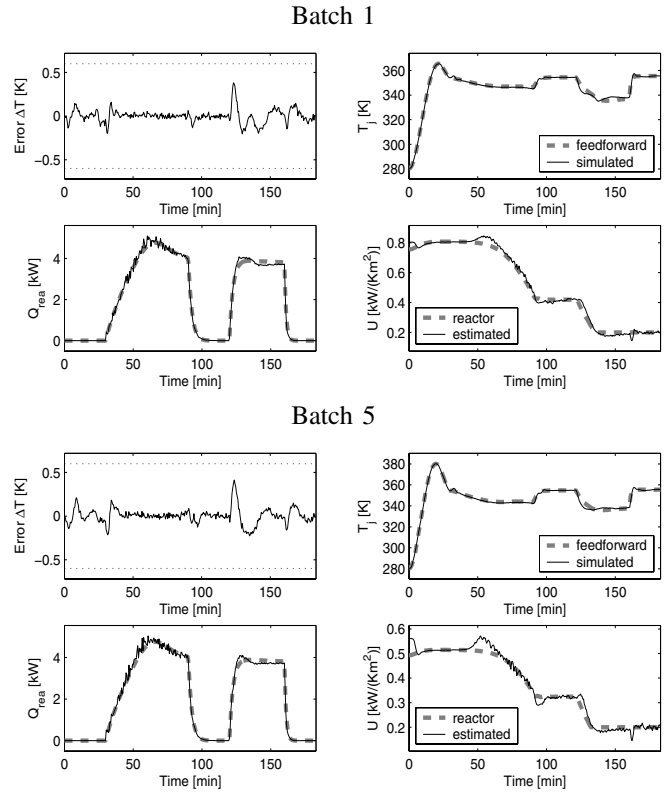 Batch 1
Error ΔT [K]
0.5
0
−0.5
0 50 100 150
Time [min]
T_j [K]
360
340
320
300
280
feedforward
simulated
0 50 100 150
Time [min]
Q_rea [kW]
4
2
0
0 50 100 150
Time [min]
U [kW/(Km²)]
0.8
0.6
0.4
0.2
reactor
estimated
0 50 100 150
Time [min]
Batch 5
Error ΔT [K]
0.5
0
−0.5
0 50 100 150
Time [min]
T_j [K]
380
360
340
320
300
280
feedforward
simulated
0 50 100 150
Time [min]
Q_rea [kW]
4
2
0
0 50 100 150
Time [min]
U [kW/(Km²)]
0.6
0.5
0.4
0.3
0.2
reactor
estimated
0 50 100 150
Time [min]